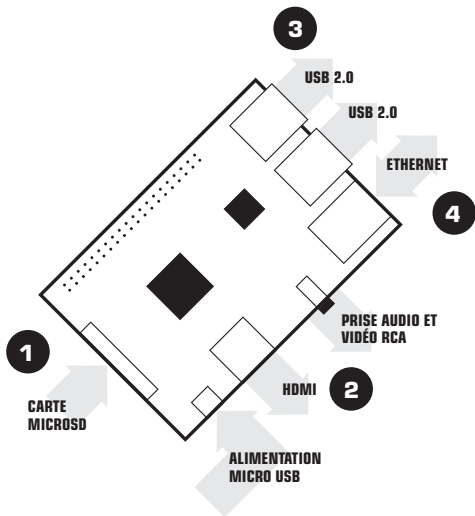 3
USB 2.0
USB 2.0
ETHERNET
4
PRISE AUDIO ET
VIDÉO RCA
1
CARTE
MICROSD
HDMI
2
ALIMENTATION
MICRO USB